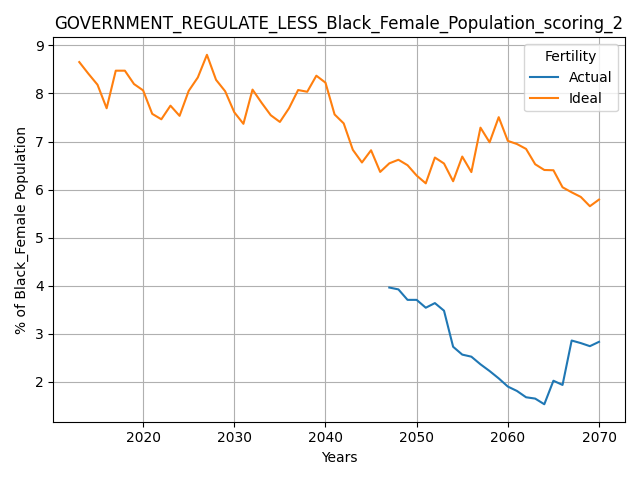 GOVERNMENT_REGULATE_LESS_Black_Female_Population_scoring_2
Fertility
Actual
Ideal
% of Black_Female Population
9
8
7
6
5
4
3
2
2020 2030 2040 2050 2060 2070
Years